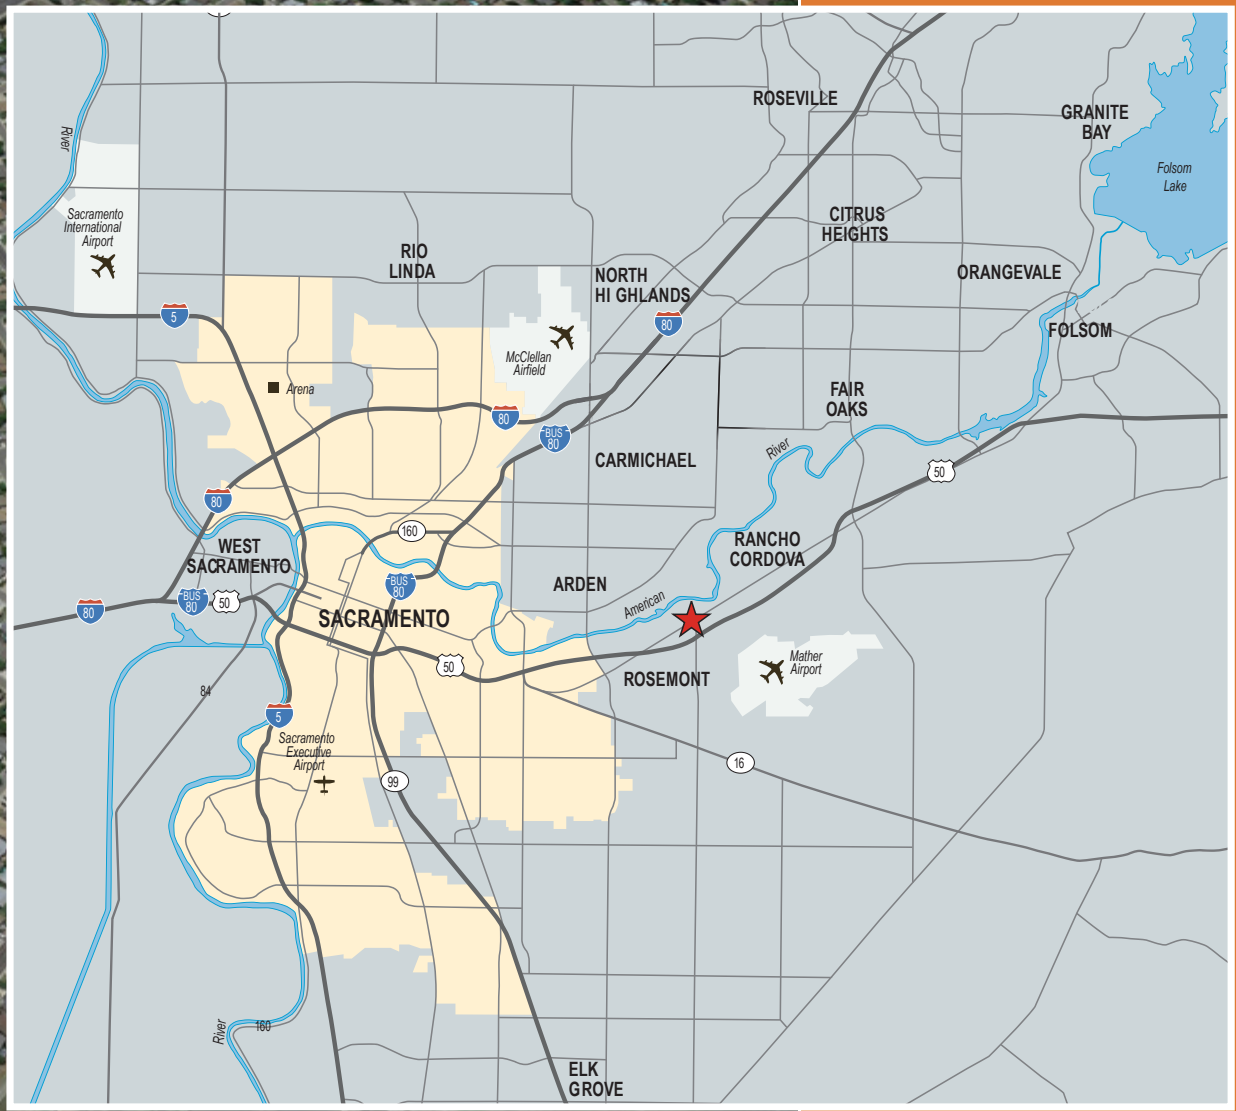 ROSEVILLE
GRANITE
BAY
River
Folsom
Lake
Sacramento
International
Airport
CITRUS
HEIGHTS
RIO
LINDA
NORTH
HI GHLANDS
ORANGEVALE
5
80
FOLSOM
McClellan
Airfield
Arena
FAIR
OAKS
80
BUS
80
River
CARMICHAEL
50
80
160
RANCHO
CORDOVA
WEST
SACRAMENTO
ARDEN
BUS
80
American
80
BUS
80
50
SACRAMENTO
50
ROSEMONT
Mather
Airport
84
5
Sacramento
Executive
Airport
16
99
River
160
ELK
GROVE